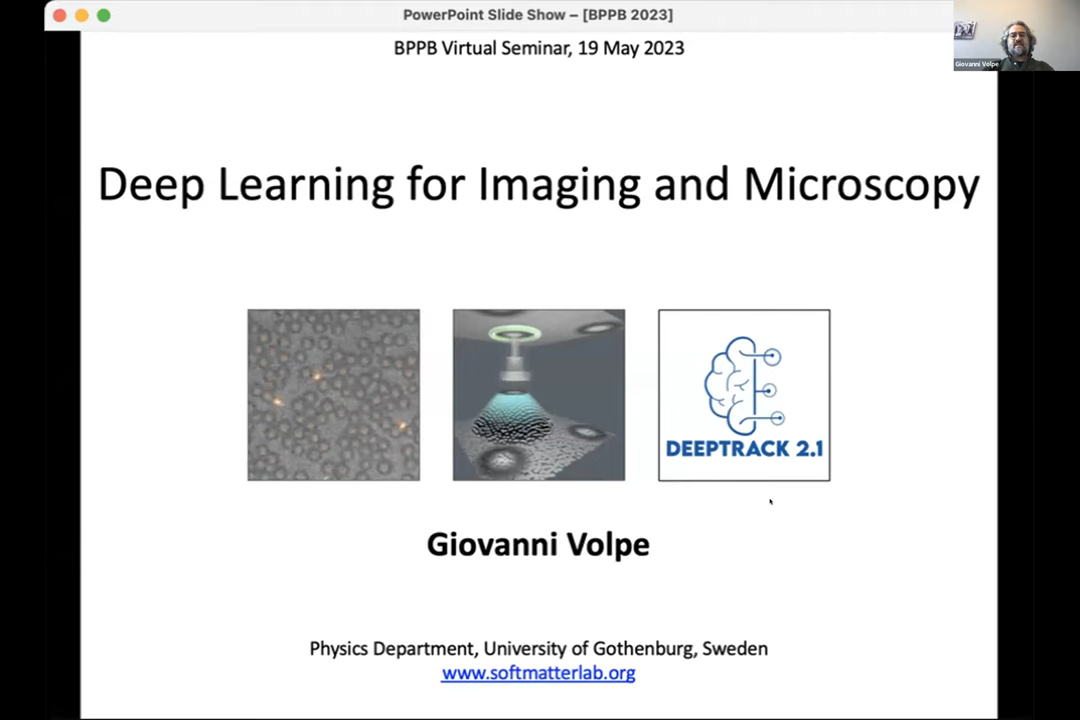 PowerPoint Slide Show – [BPPB 2023]
Giovanni Volpe
BPPB Virtual Seminar, 19 May 2023
Deep Learning for Imaging and Microscopy
DEEPTRACK 2.1
Giovanni Volpe
Physics Department, University of Gothenburg, Sweden
www.softmatterlab.org